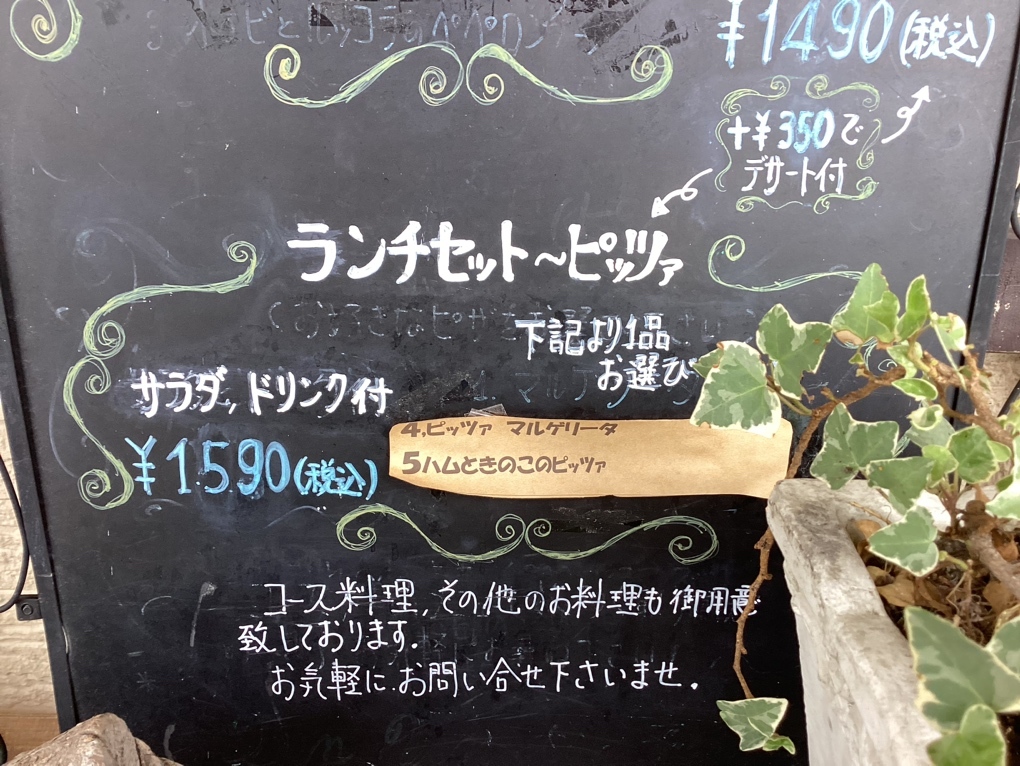 ¥1490(税込)
+¥350で
デザート付
ランチセット~ピッツァ
下記より1品
お選び
サラダ,ドリンク付
¥1590(税込)
4,ピッツァ マルゲリータ
5ハムときのこのピッツァ
コース料理,その他のお料理も御用意
致しております.
お気軽にお問い合せ下さいませ.